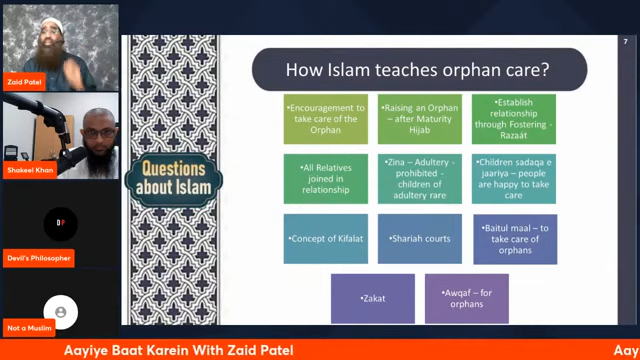 Zaid Patel
Shakeel Khan
DP
Devil's Philosopher
Not a Muslim
Questions
about Islam
7
How Islam teaches orphan care?
•Encouragement to
take care of the
Orphan
•Raising an Orphan
– after Maturity
Hijab
•Establish
relationship
through Fostering -
Razaát
•All Relatives
joined in
relationship
•Zina – Adultery -
prohibited -
children of
adultery rare
•Children sadaqa e
jaariya – people
are happy to take
care
•Concept of Kifalat
•Shariah courts
•Baitul maal – to
take care of
orphans
•Zakat
•Awqaf – for
orphans
Aayiye Baat Karein With Zaid Patel
Aay